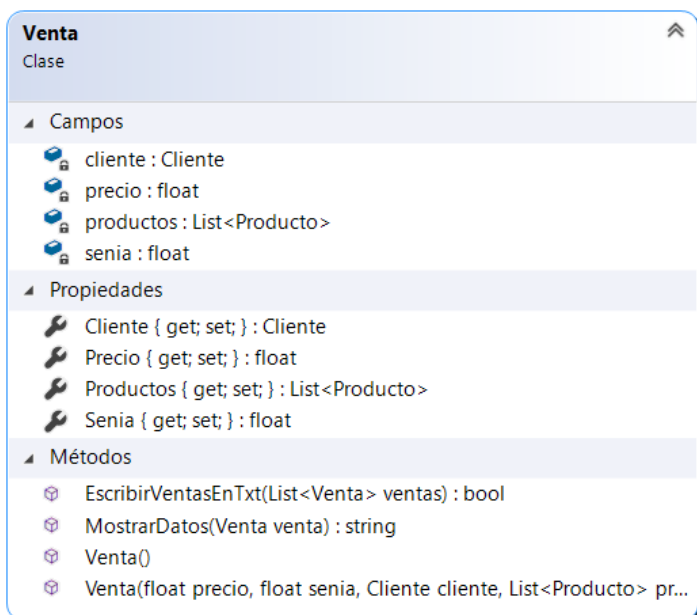 Venta
Clase
Campos
cliente : Cliente
precio : float
productos : List<Producto>
senia : float
Propiedades
Cliente { get; set; } : Cliente
Precio { get; set; } : float
Productos { get; set; } : List<Producto>
Senia { get; set; } : float
Métodos
EscribirVentasEnTxt(List<Venta> ventas) : bool
MostrarDatos(Venta venta) : string
Venta()
Venta(float precio, float senia, Cliente cliente, List<Producto> pr...